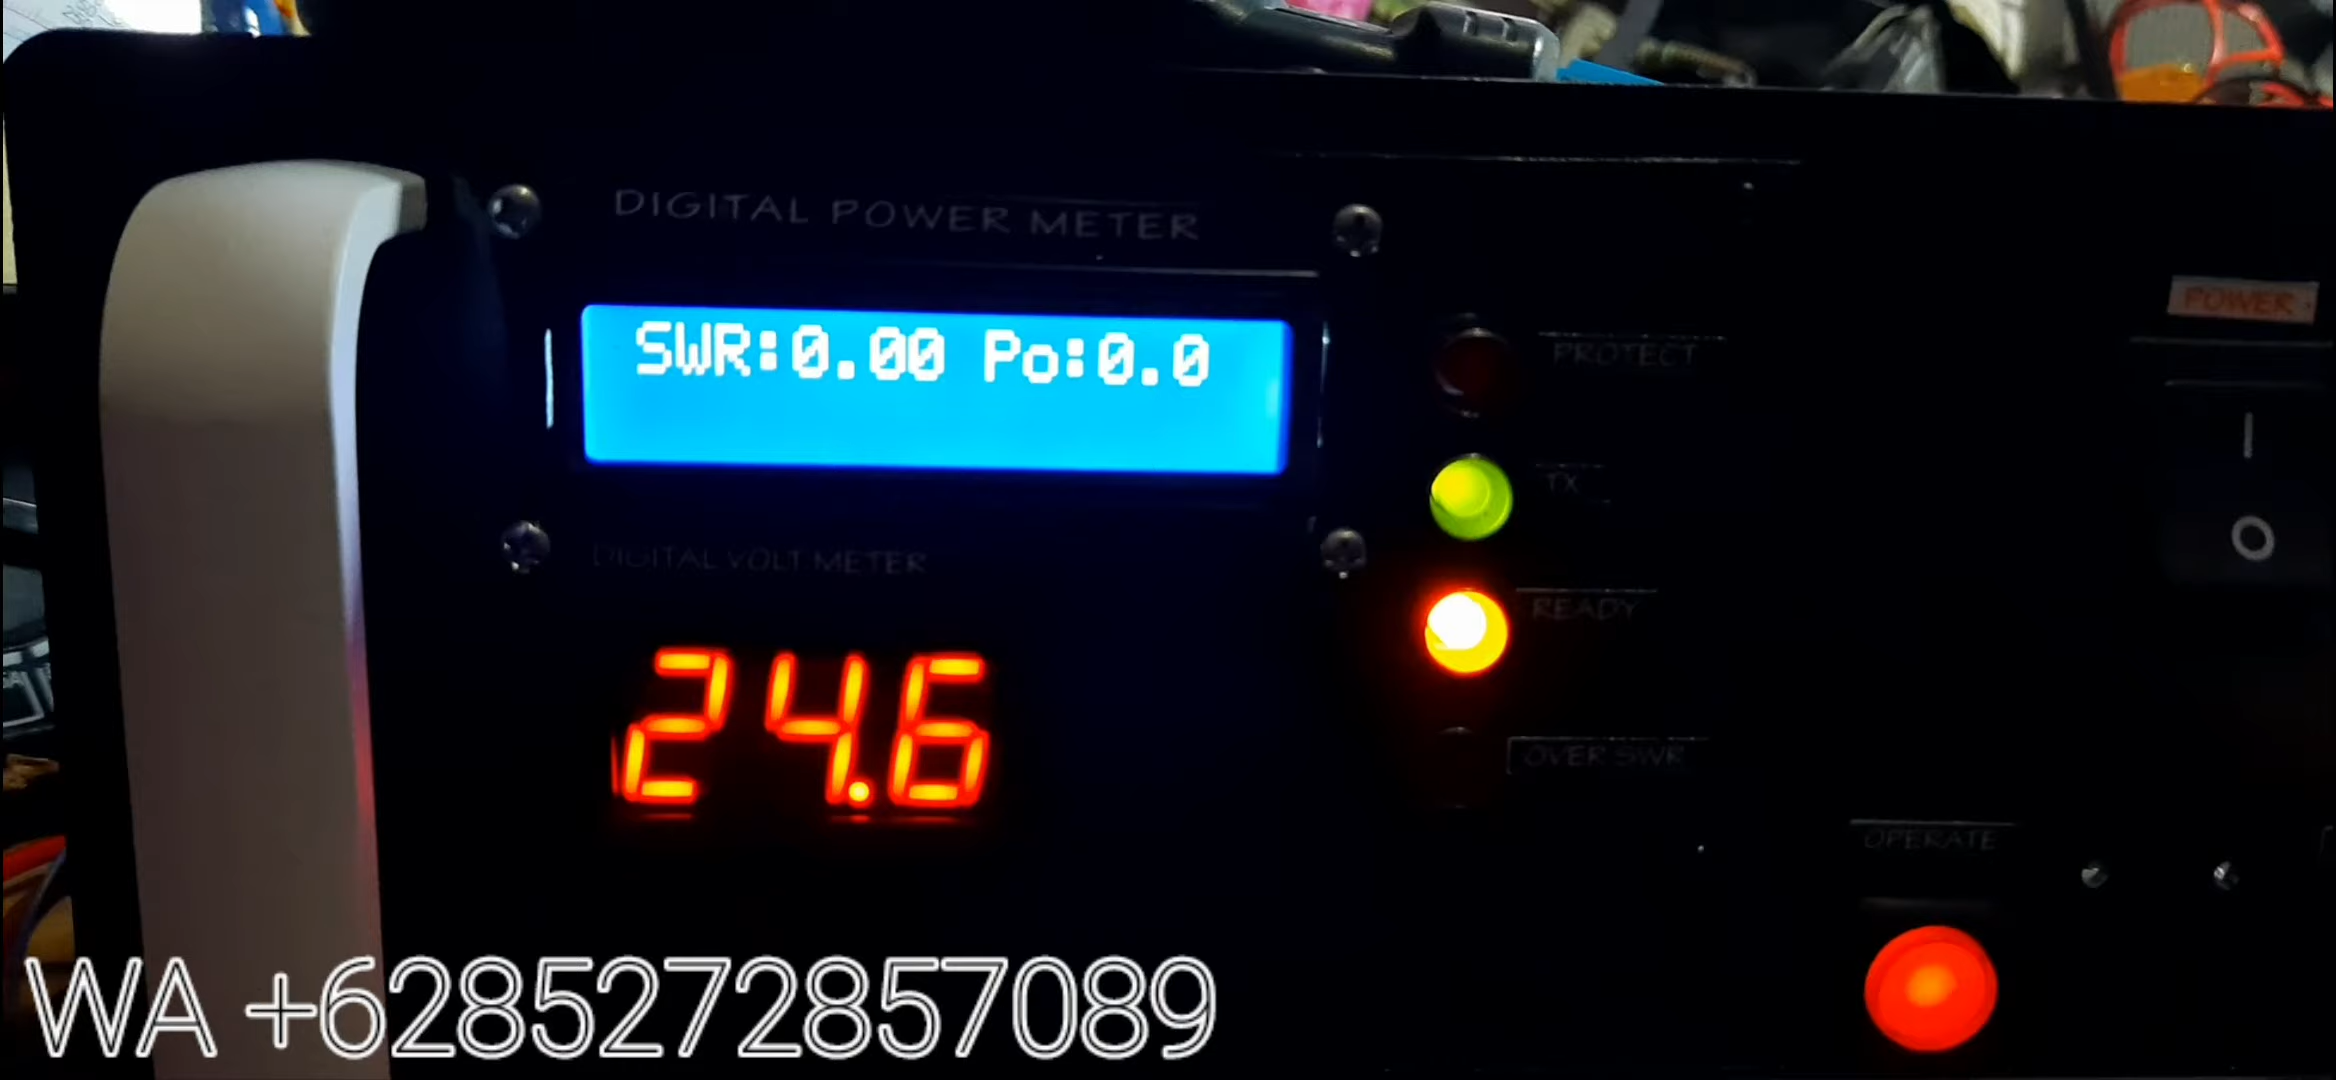 DIGITAL POWER METER
SWR:0.00 Po:0.0
POWER
PROTECT
TX
DIGITAL VOLT METER
READY
24.6
OVER SWR
OPERATE
WA +6285272857089